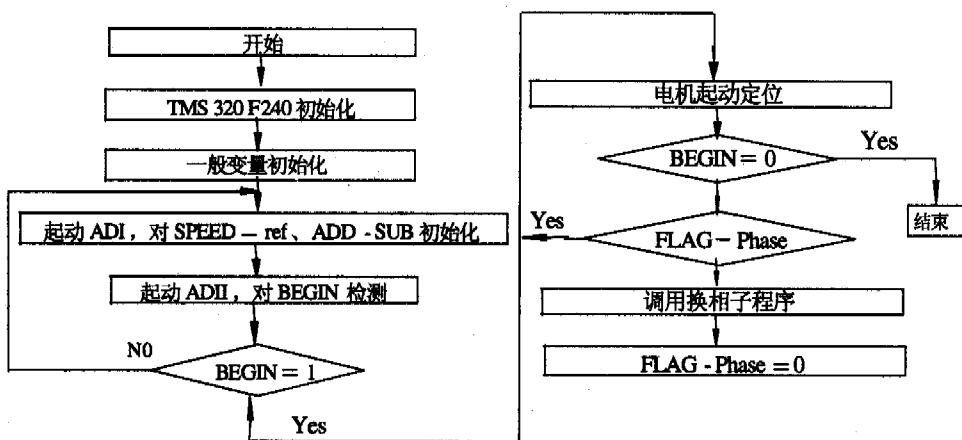 开始
TMS 320 F240 初始化
一般变量初始化
起动 ADI，对 SPEED — ref、ADD -SUB 初始化
起动 ADII，对 BEGIN 检测
N0
BEGIN = 1
Yes
电机起动定位
BEGIN = 0
Yes
结束
Yes
FLAG — Phase
调用换相子程序
FLAG - Phase = 0